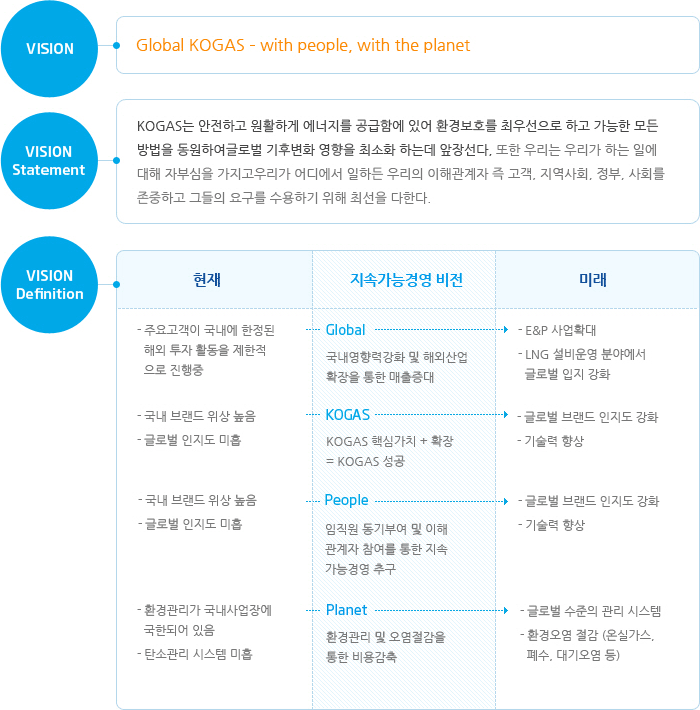 VISION
Global KOGAS - with people, with the planet
VISION
Statement
KOGAS는 안전하고 원활하게 에너지를 공급함에 있어 환경보호를 최우선으로 하고 가능한 모든
방법을 동원하여글로벌 기후변화 영향을 최소화 하는데 앞장선다, 또한 우리는 우리가 하는 일에
대해 자부심을 가지고우리가 어디에서 일하든 우리의 이해관계자 즉 고객, 지역사회, 정부, 사회를
존중하고 그들의 요구를 수용하기 위해 최선을 다한다.
VISION
Definition
현재
지속가능경영 비전
미래
- 주요고객이 국내에 한정된
해외 투자 활동을 제한적
으로 진행중
Global
국내영향력강화 및 해외산업
확장을 통한 매출증대
- E&P 사업확대
- LNG 설비운영 분야에서
글로벌 입지 강화
- 국내 브랜드 위상 높음
- 글로벌 인지도 미흡
KOGAS
KOGAS 핵심가치 + 확장
= KOGAS 성공
- 글로벌 브랜드 인지도 강화
- 기술력 향상
- 국내 브랜드 위상 높음
- 글로벌 인지도 미흡
People
임직원 동기부여 및 이해
관계자 참여를 통한 지속
가능경영 추구
- 글로벌 브랜드 인지도 강화
- 기술력 향상
- 환경관리가 국내사업장에
국한되어 있음
- 탄소관리 시스템 미흡
Planet
환경관리 및 오염절감을
통한 비용감축
- 글로벌 수준의 관리 시스템
- 환경오염 절감 (온실가스,
폐수, 대기오염 등)